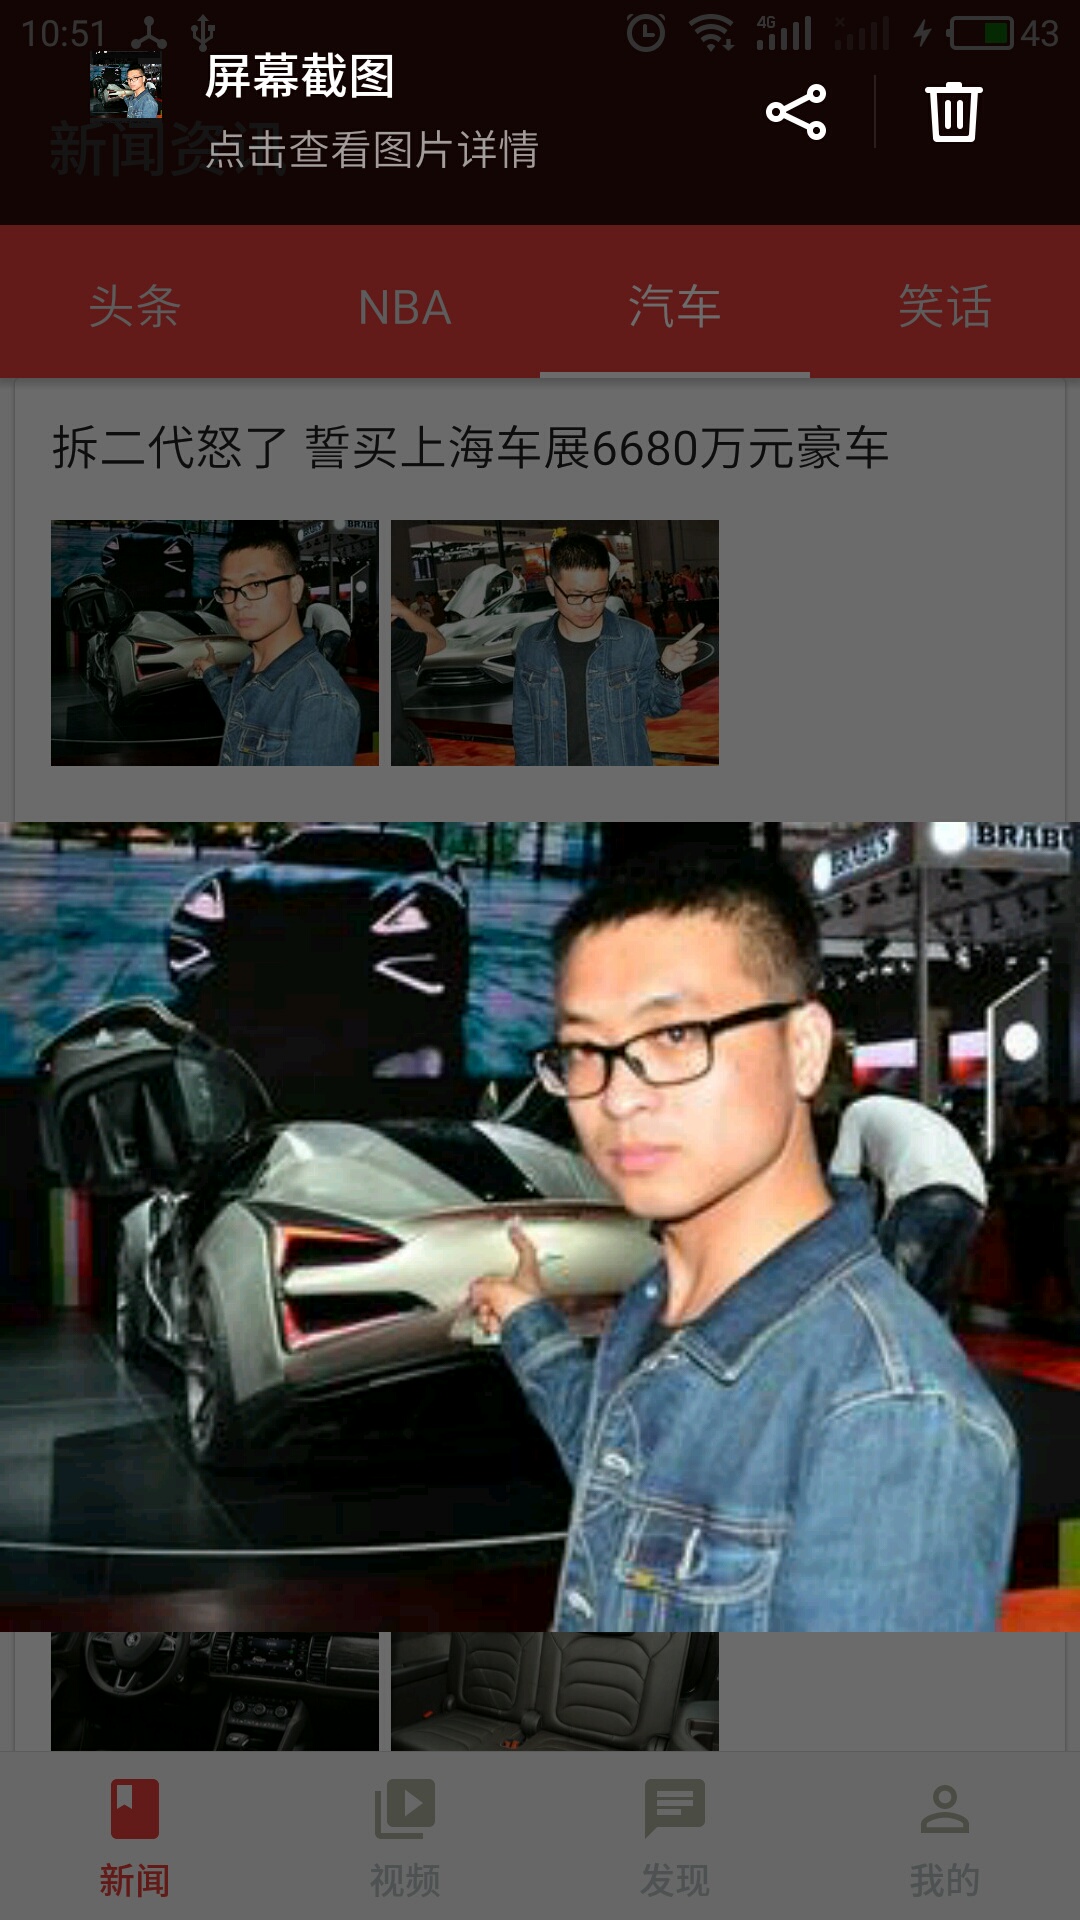 10:51
4G
43
屏幕截图
点击查看图片详情
新闻资讯
头条 NBA 汽车 笑话
拆二代怒了 誓买上海车展6680万元豪车
BRABUS
BRABU
新闻 视频 发现 我的